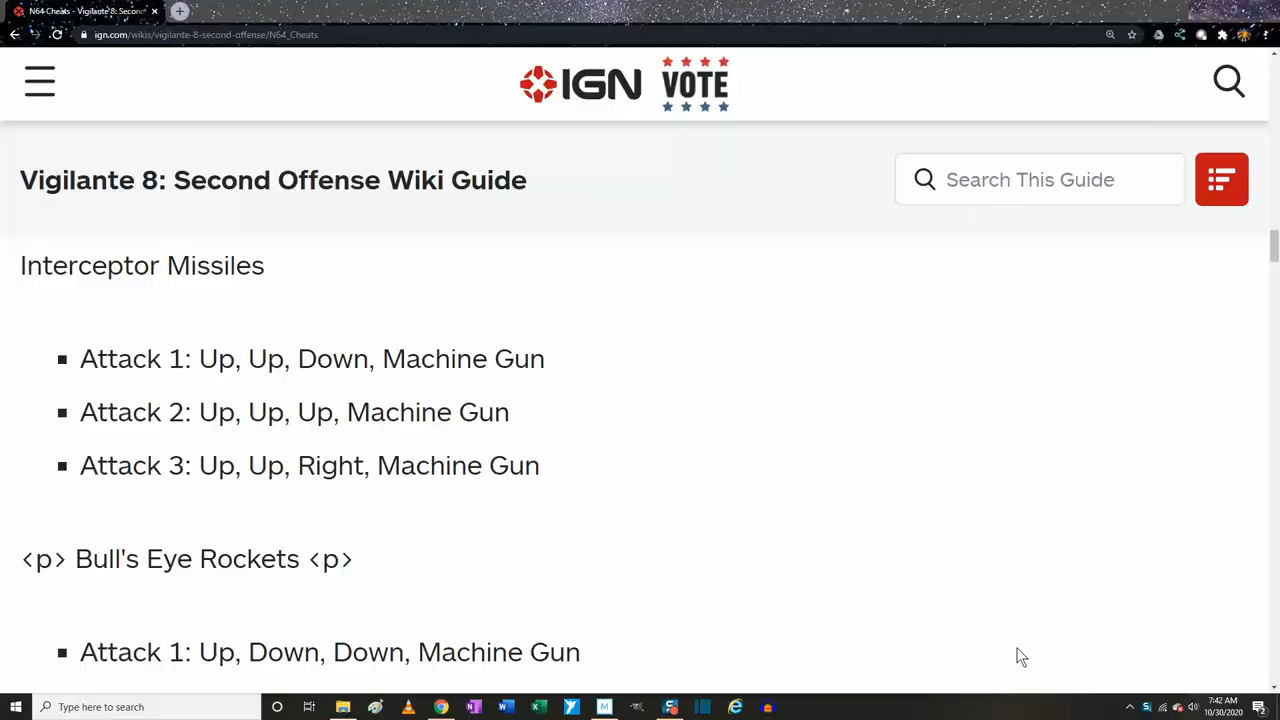 N64 Cheats - Vigilante 8: Second
ign.com/wikis/vigilante-8-second-offense/N64_Cheats
IGN VOTE
Vigilante 8: Second Offense Wiki Guide
Search This Guide
Interceptor Missiles
Attack 1: Up, Up, Down, Machine Gun
Attack 2: Up, Up, Up, Machine Gun
Attack 3: Up, Up, Right, Machine Gun
<p> Bull's Eye Rockets <p>
Attack 1: Up, Down, Down, Machine Gun
Type here to search
7:42 AM
10/30/2020